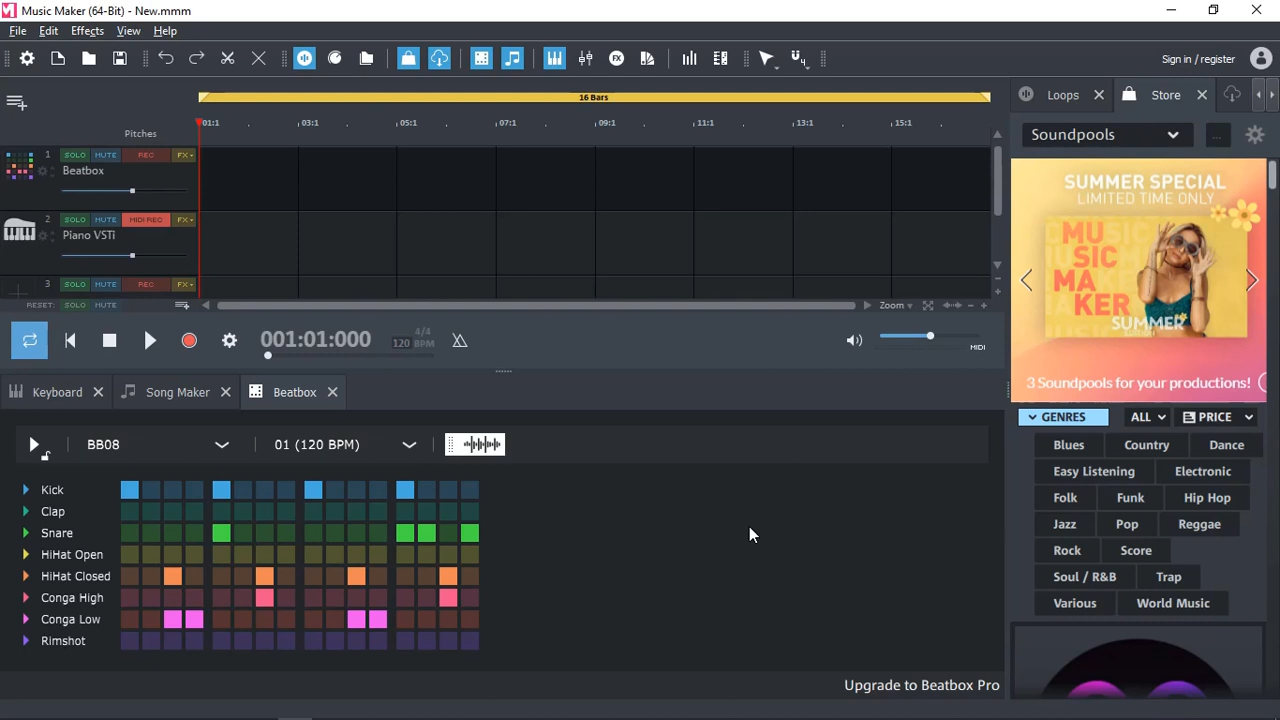 Music Maker (64-Bit) - New.mmm
File Edit Effects View Help
Sign in / register
16 Bars
Loops Store
Pitches
01:1 03:1 05:1 07:1 09:1 11:1 13:1 15:1
Soundpools ...
1 SOLO MUTE REC FX
Beatbox
2 SOLO MUTE MIDI REC FX
Piano VSTi
3 SOLO MUTE REC FX
RESET: SOLO MUTE
Zoom
SUMMER SPECIAL
LIMITED TIME ONLY
MU
SIC
MA
KER
SUMMER
3 Soundpools for your productions!
001:01:000
4/4
120 BPM
MIDI
Keyboard Song Maker Beatbox
BB08 01 (120 BPM)
Kick
Clap
Snare
HiHat Open
HiHat Closed
Conga High
Conga Low
Rimshot
GENRES ALL PRICE
Blues Country Dance
Easy Listening Electronic
Folk Funk Hip Hop
Jazz Pop Reggae
Rock Score
Soul / R&B Trap
Various World Music
Upgrade to Beatbox Pro